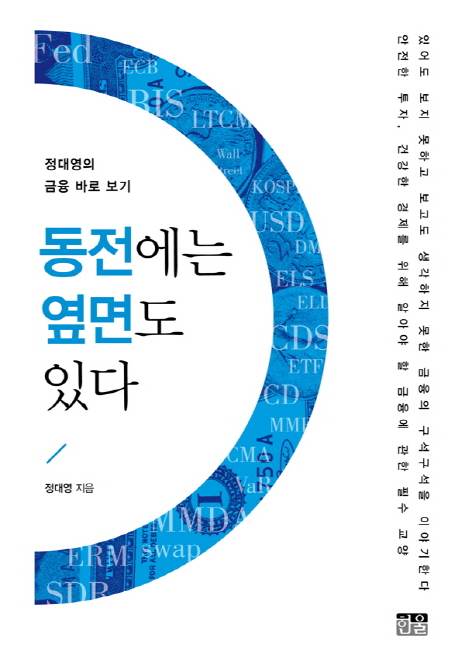 정대영의
금융 바로 보기
동전에는
옆면도
있다
정대영 지음
있어도 보지 못하고 보고도 생각하지 못한 금융의 구석구석을 이야기한다
안전한 투자, 건강한 경제를 위해 알아야 할 금융에 관한 필수 교양
Fed
ECB
BIS
LTCM
Wall
Street
KOSPI
USD
DM
ELS
ELD
CDS
ETF
CD
MMF
CMA
VaR
MMDA
swap
ERM
SDR
한울